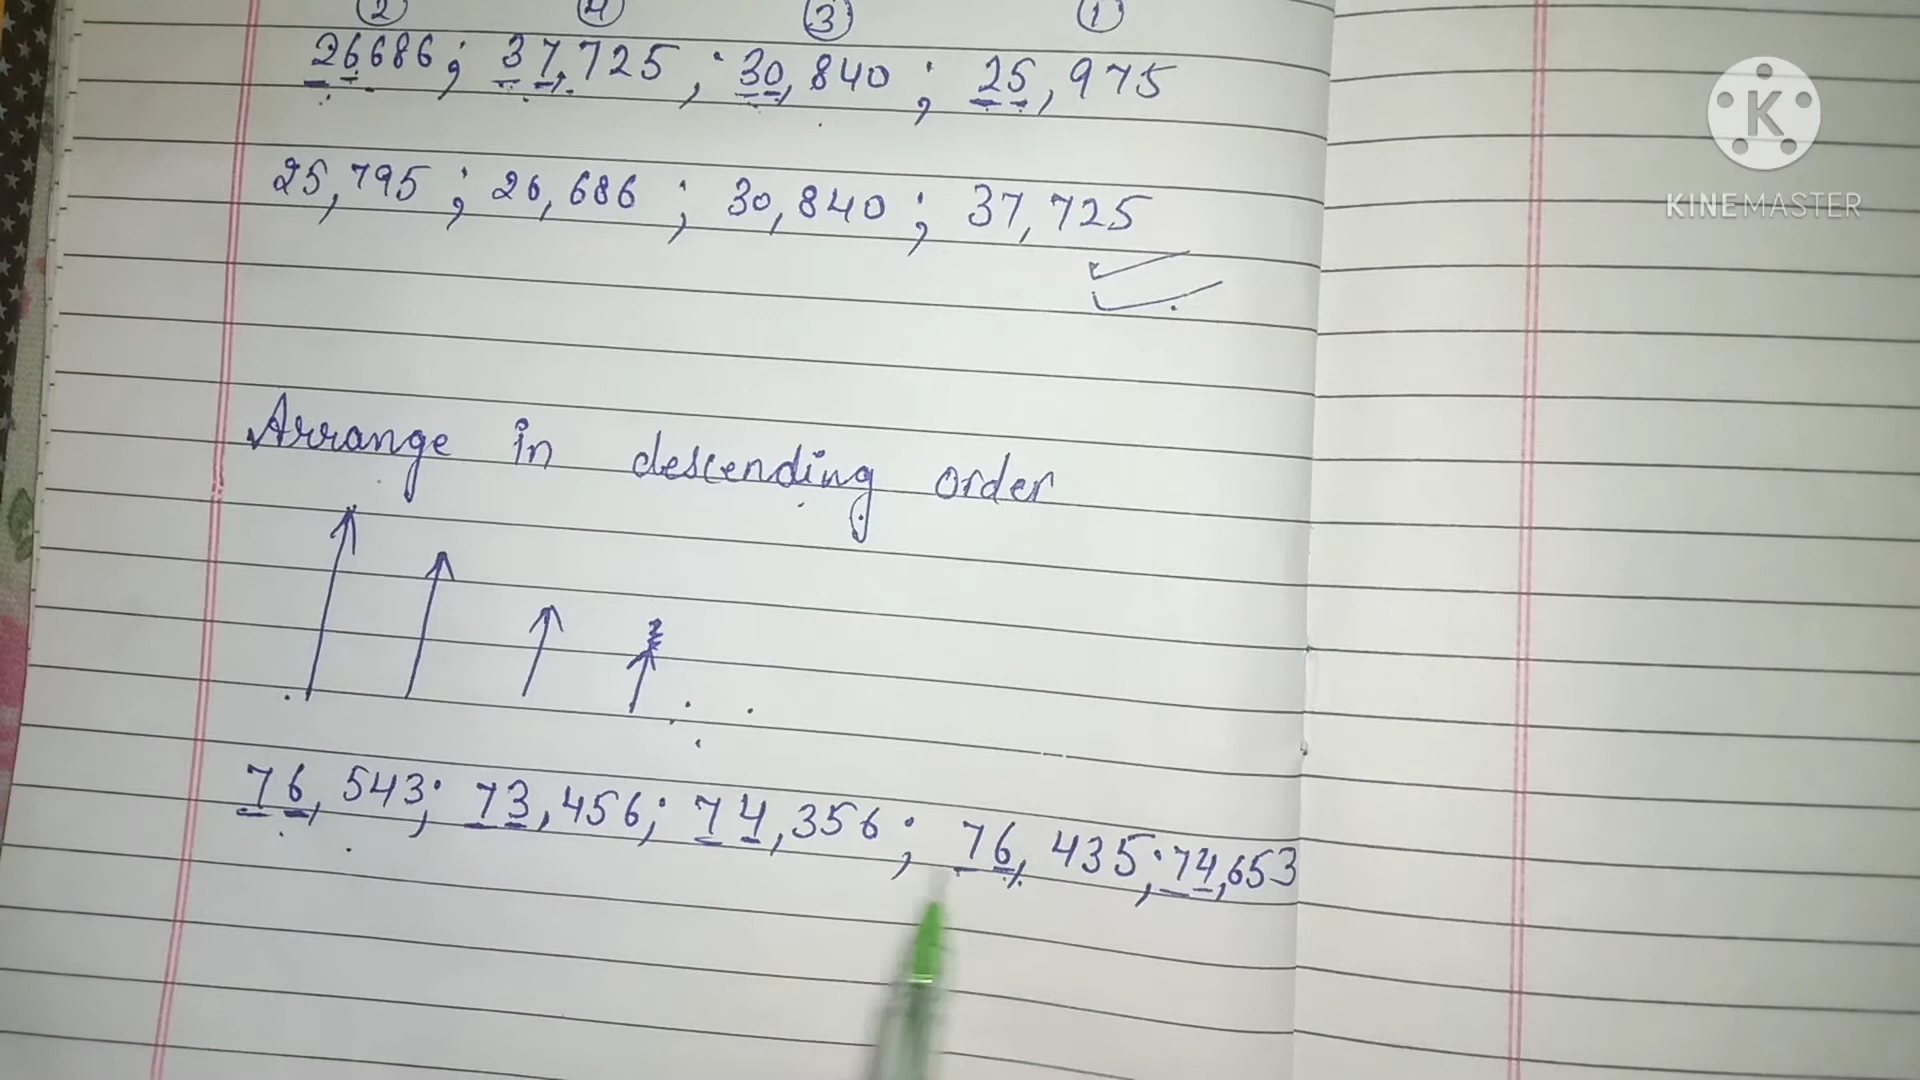 2 4 3 1
26686; 37,725; 30,840; 25,975
25,795; 26,686; 30,840; 37,725
Arrange in descending order
76,543; 73,456; 74,356; 76,435; 74,653
K
KINEMASTER